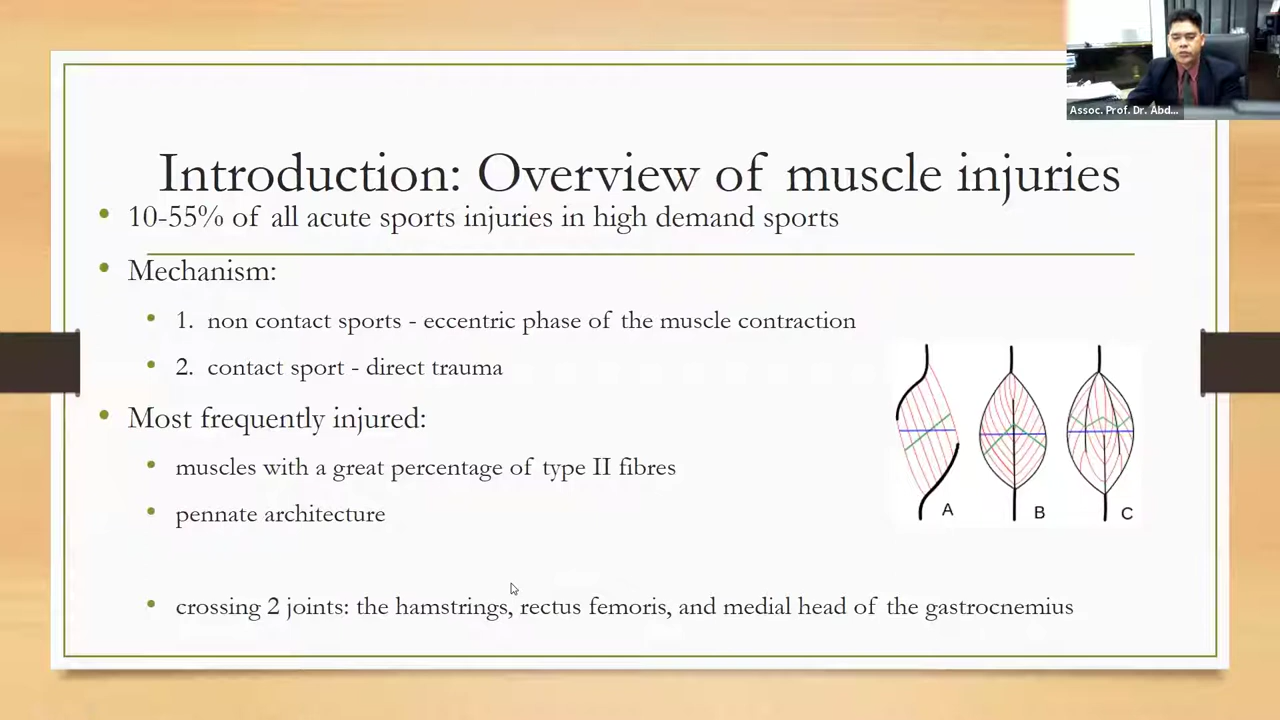 Assoc. Prof. Dr. Abd...
Introduction: Overview of muscle injuries
• 10-55% of all acute sports injuries in high demand sports
• Mechanism:
• 1. non contact sports - eccentric phase of the muscle contraction
• 2. contact sport - direct trauma
• Most frequently injured:
• muscles with a great percentage of type II fibres
• pennate architecture
• crossing 2 joints: the hamstrings, rectus femoris, and medial head of the gastrocnemius
A B C